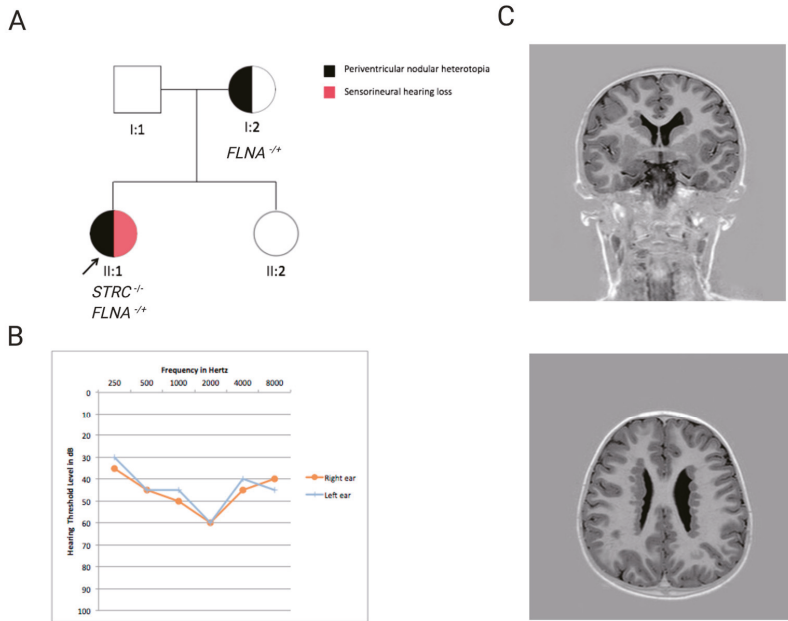 A
Periventricular nodular heterotopia
Sensorineural hearing loss
I:1
I:2
FLNA -/+
II:1
II:2
STRC -/-
FLNA -/+
B
Frequency in Hertz
250 500 1000 2000 4000 8000
Hearing Threshold Level in dB
0
10
20
30
40
50
60
70
80
90
100
Right ear
Left ear
C